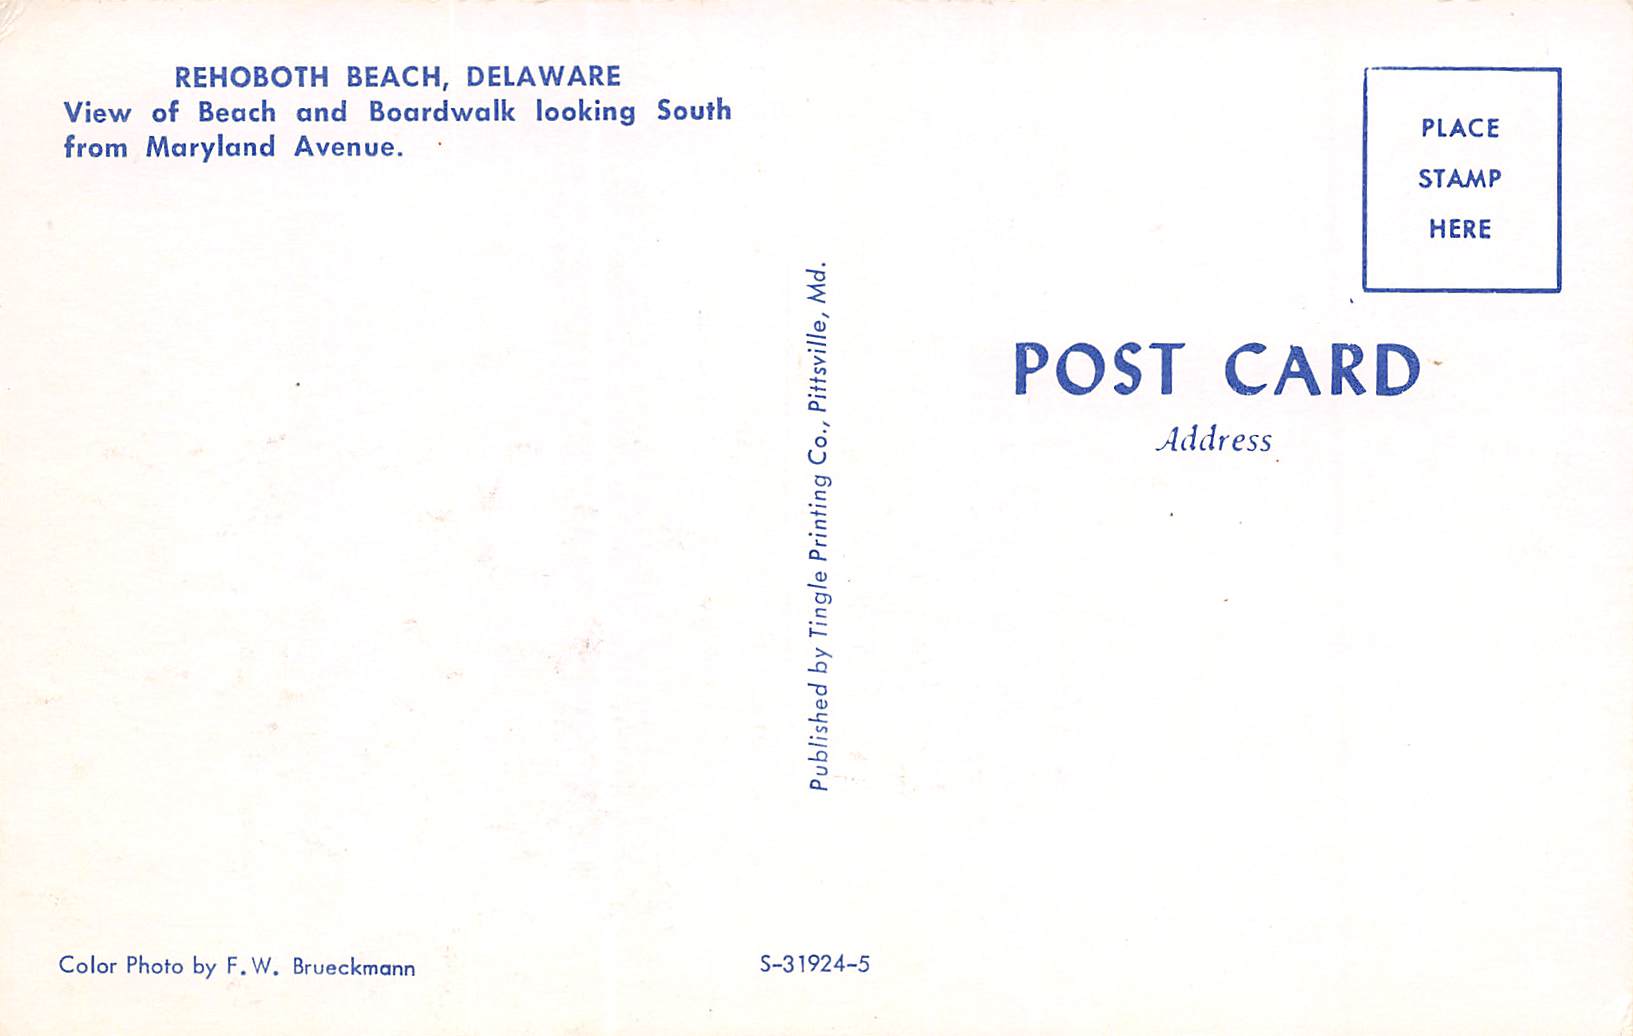 REHOBOTH BEACH, DELAWARE
View of Beach and Boardwalk looking South
from Maryland Avenue.
PLACE
STAMP
HERE
Published by Tingle Printing Co., Pittsville, Md.
POST CARD
Address
Color Photo by F.W. Brueckmann
S-31924-5